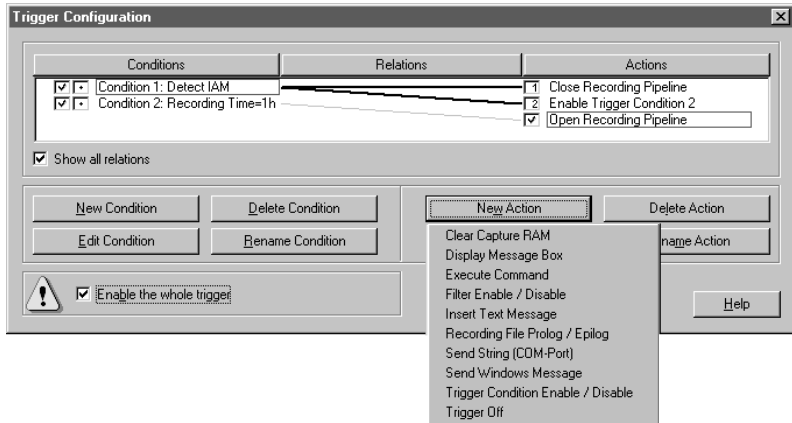 Trigger Configuration
Conditions Relations Actions
Condition 1: Detect IAM 1 Close Recording Pipeline
Condition 2: Recording Time=1h 2 Enable Trigger Condition 2
Open Recording Pipeline
Show all relations
New Condition Delete Condition New Action Delete Action
Edit Condition Rename Condition name Action
Clear Capture RAM
Display Message Box
Execute Command
Filter Enable / Disable
Insert Text Message
Recording File Prolog / Epilog
Send String (COM-Port)
Send Windows Message
Trigger Condition Enable / Disable
Trigger Off
Enable the whole trigger
Help